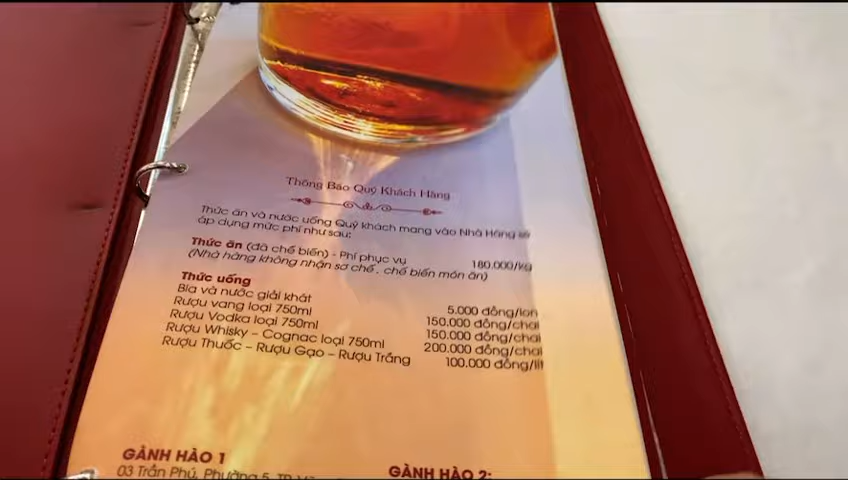 Thông Báo Quý Khách Hàng
Thức ăn và nước uống Quý khách mang vào Nhà Hàng sẽ
áp dụng mức phí như sau:
Thức ăn (đã chế biến) - Phí phục vụ 180.000/kg
(Nhà hàng không nhận sơ chế, chế biến món ăn)
Thức uống
Bia và nước giải khát 5.000 đồng/lon
Rượu vang loại 750ml 150.000 đồng/chai
Rượu Vodka loại 750ml 150.000 đồng/chai
Rượu Whisky – Cognac loại 750ml 200.000 đồng/chai
Rượu Thuốc – Rượu Gạo – Rượu Trắng 100.000 đồng/lít
GÀNH HÀO 1
03 Trần Phú, Phường 5, TP
GÀNH HÀO 2: